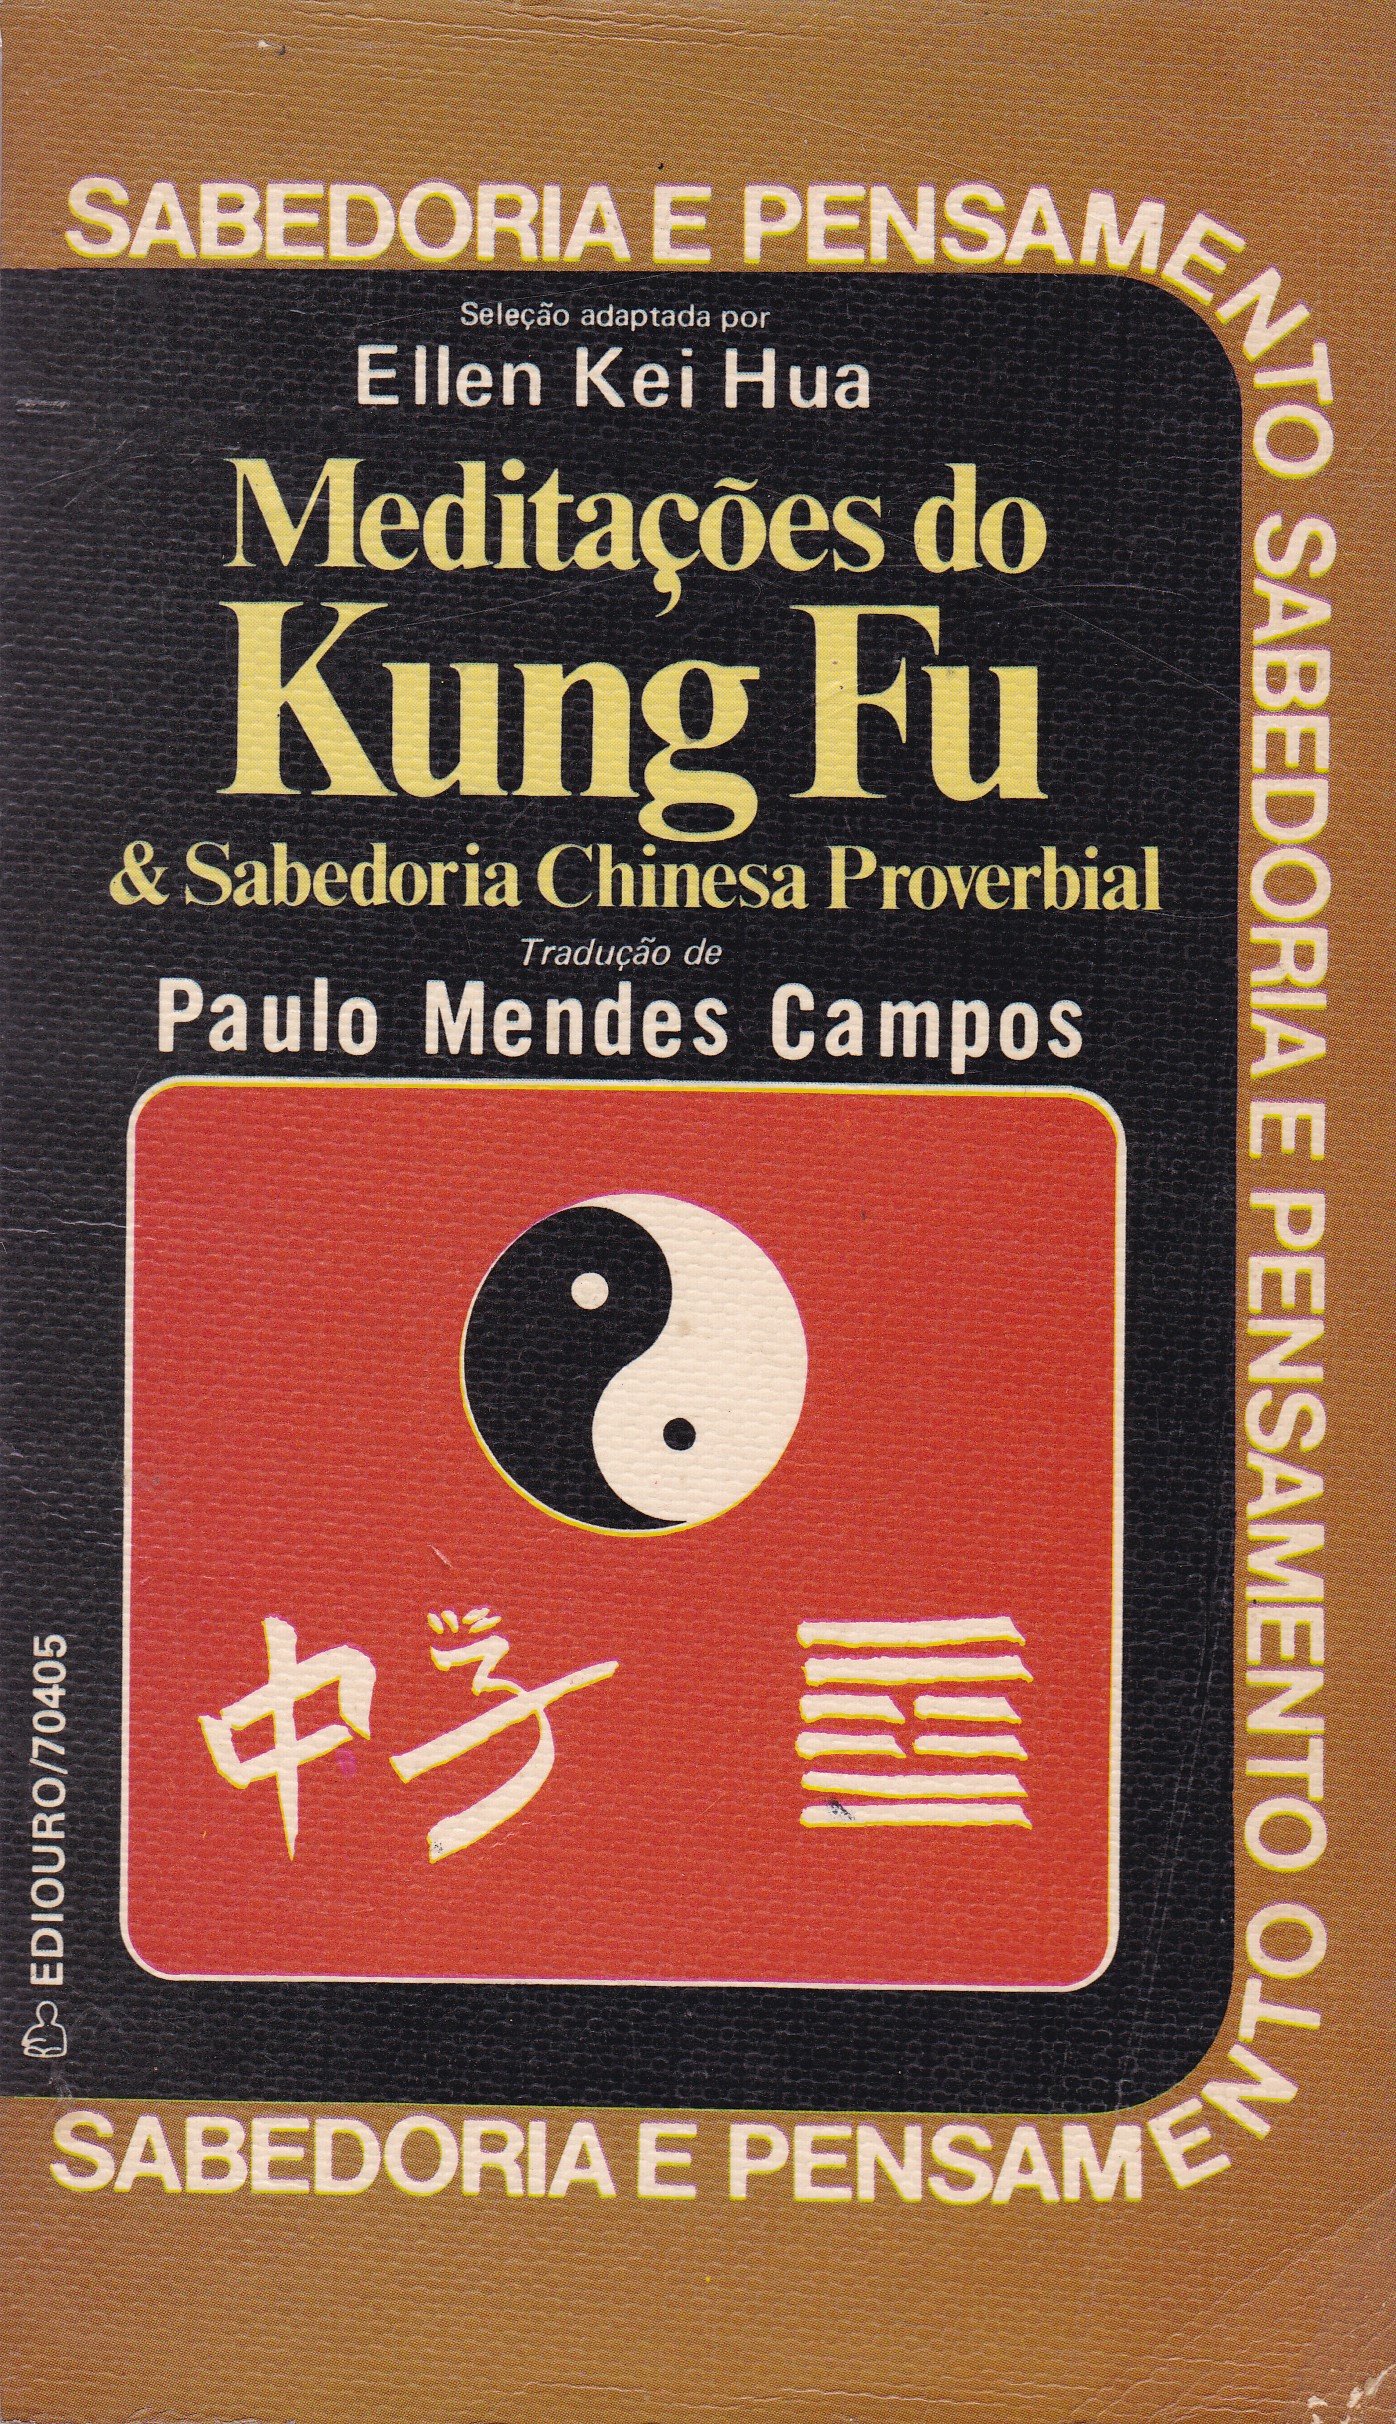 SABEDORIA E PENSAMENTO SABEDORIA E PENSAMENTO
Seleção adaptada por
Ellen Kei Hua
Meditações do
Kung Fu
& Sabedoria Chinesa Proverbial
Tradução de
Paulo Mendes Campos
中孚
EDIOURO/70405
SABEDORIA E PENSAMENTO